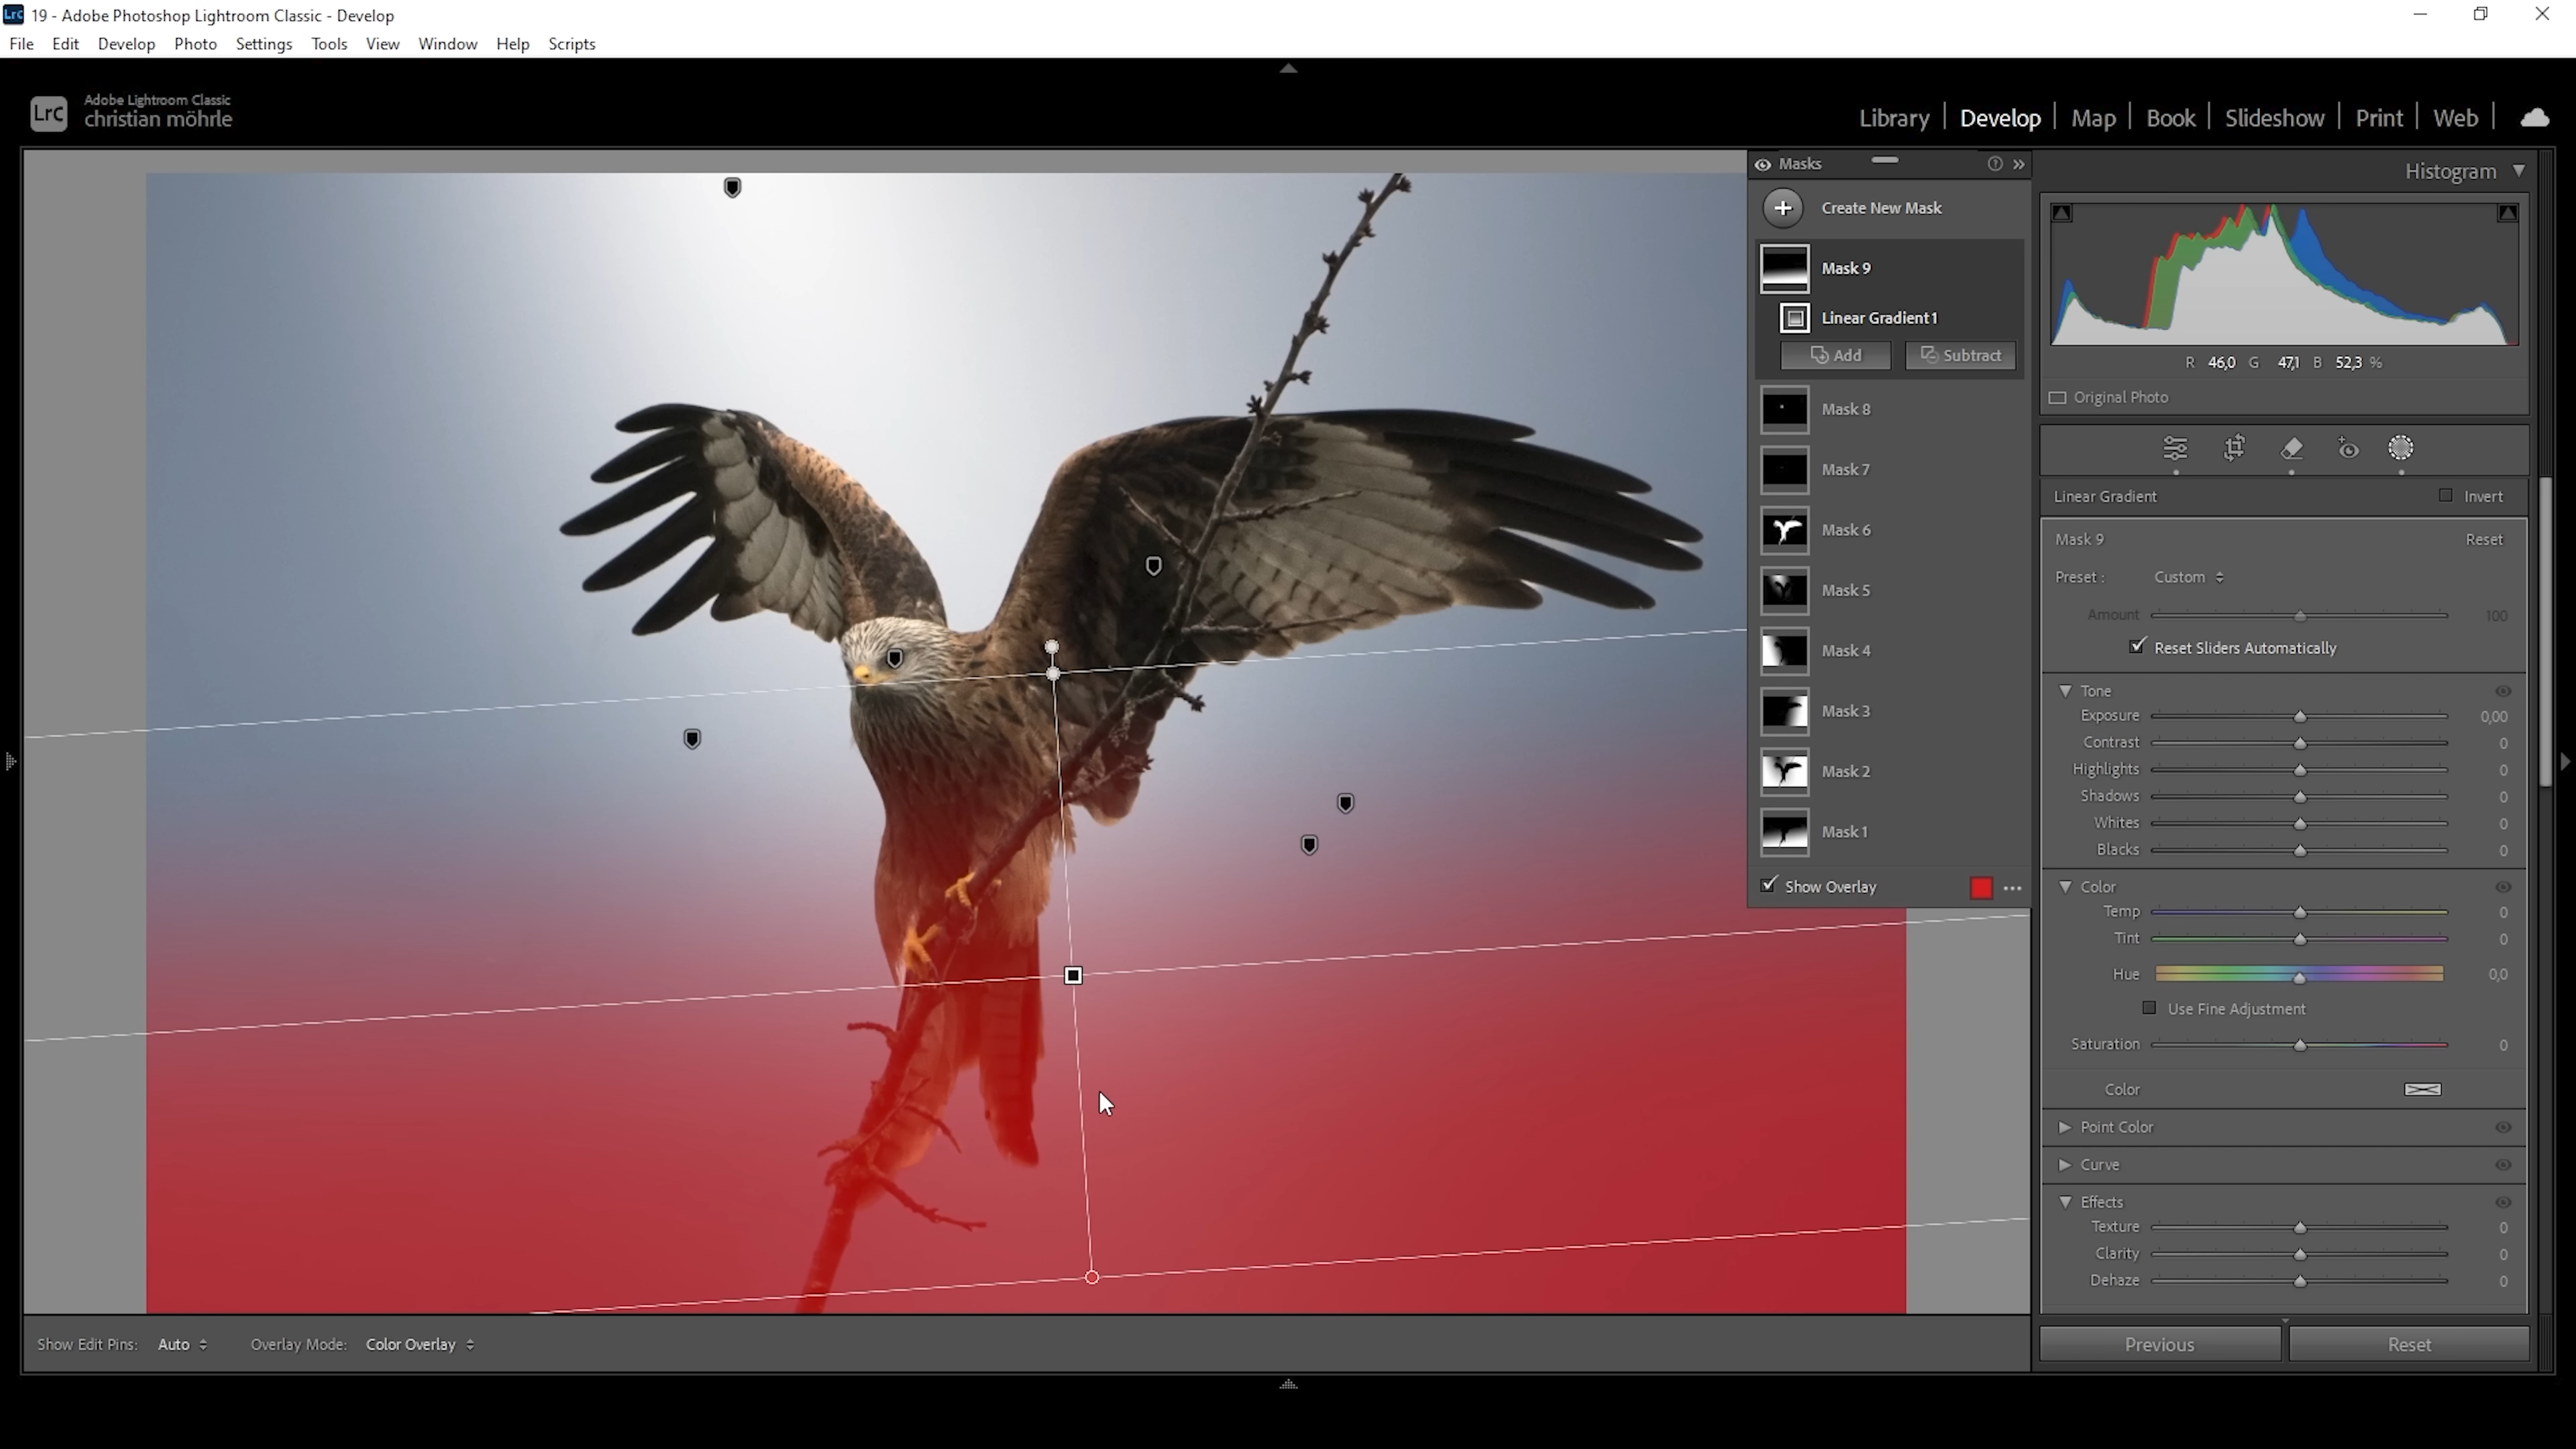 Lrc 19 - Adobe Photoshop Lightroom Classic - Develop
File Edit Develop Photo Settings Tools View Window Help Scripts
Lrc
Adobe Lightroom Classic
christian möhrle
Library | Develop | Map | Book | Slideshow | Print | Web |
Masks
Create New Mask
Mask 9
Linear Gradient 1
Add Subtract
Mask 8
Mask 7
Mask 6
Mask 5
Mask 4
Mask 3
Mask 2
Mask 1
Show Overlay
Histogram
R 46,0 G 47,1 B 52,3 %
Original Photo
Linear Gradient Invert
Mask 9 Reset
Preset : Custom
Amount 100
Reset Sliders Automatically
Tone
Exposure 0,00
Contrast 0
Highlights 0
Shadows 0
Whites 0
Blacks 0
Color
Temp 0
Tint 0
Hue 0,0
Use Fine Adjustment
Saturation 0
Color
Point Color
Curve
Effects
Texture 0
Clarity 0
Dehaze 0
Previous Reset
Show Edit Pins: Auto Overlay Mode: Color Overlay